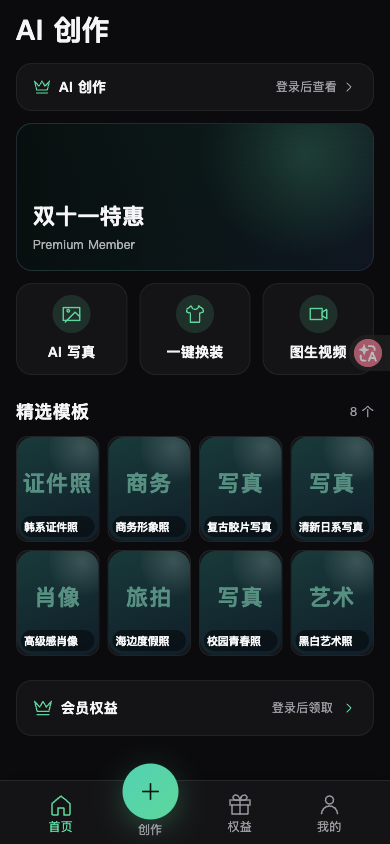 AI 创作
AI 创作
登录后查看
双十一特惠
Premium Member
AI 写真
一键换装
图生视频
A
精选模板
8 个
证件照
商务
写真
写真
韩系证件照
商务形象照
复古胶片写真
清新日系写真
肖像
旅拍
写真
艺术
高级感肖像
海边度假照
校园青春照
黑白艺术照
会员权益
登录后领取
首页
创作
权益
我的